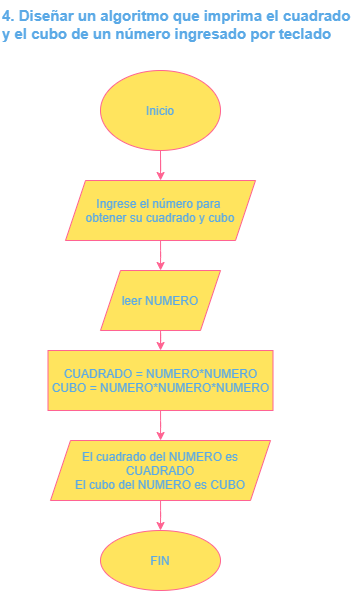 4. Diseñar un algoritmo que imprima el cuadrado
y el cubo de un número ingresado por teclado
Inicio
Ingrese el número para
obtener su cuadrado y cubo
leer NUMERO
CUADRADO = NUMERO*NUMERO
CUBO = NUMERO*NUMERO*NUMERO
El cuadrado del NUMERO es
CUADRADO
El cubo del NUMERO es CUBO
FIN